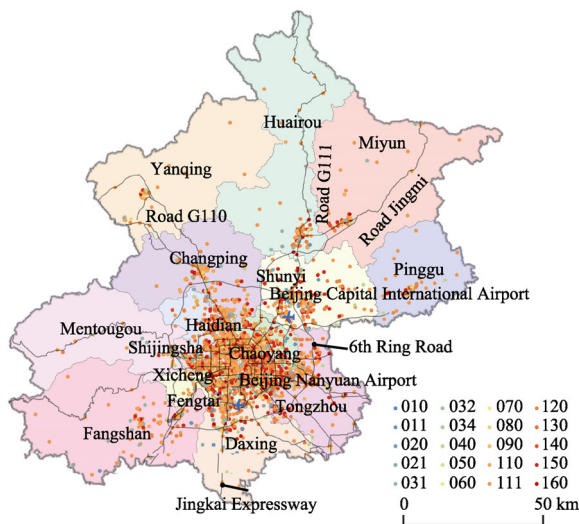 Huairou
Miyun
Yanqing
Road G111
Road G110
Road Jingmi
Changping
Shunyi
Pinggu
Beijing Capital International Airport
Mentougou
Haidian
Shijingsha
Chaoyang
6th Ring Road
Xicheng
Beijing Nanyuan Airport
Fengtai
Tongzhou
Fangshan
Daxing
Jingkai Expressway
010 032 070 120
011 034 080 130
020 040 090 140
021 050 110 150
031 060 111 160
0 50 km